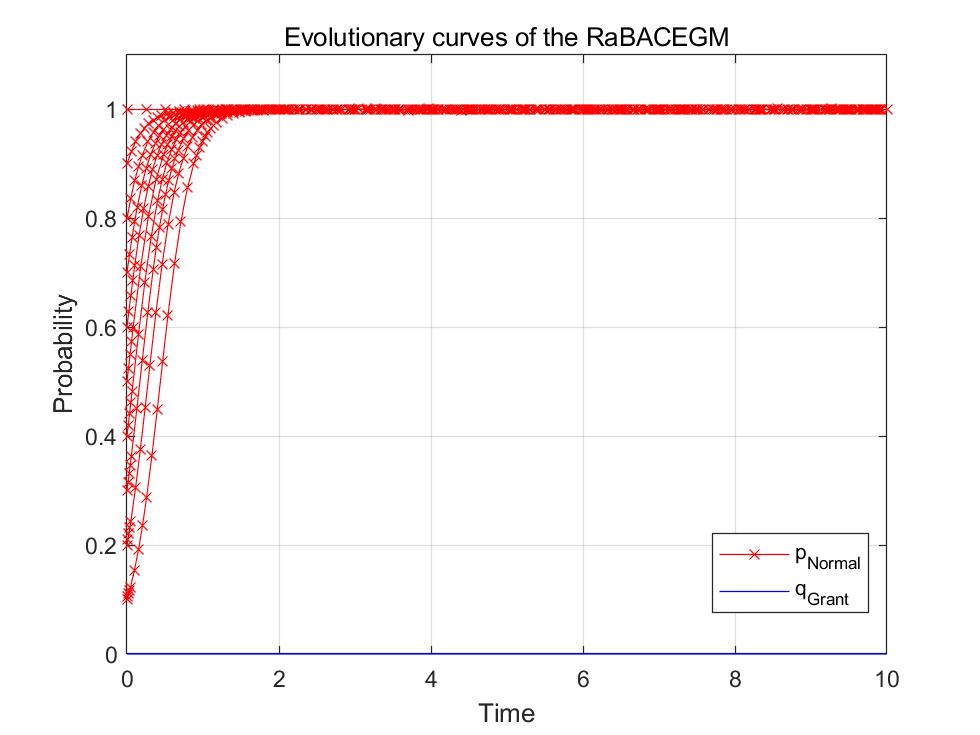 Evolutionary curves of the RaBACEGM
Probability
1
0.8
0.6
0.4
0.2
0
0 2 4 6 8 10
Time
pNormal
qGrant